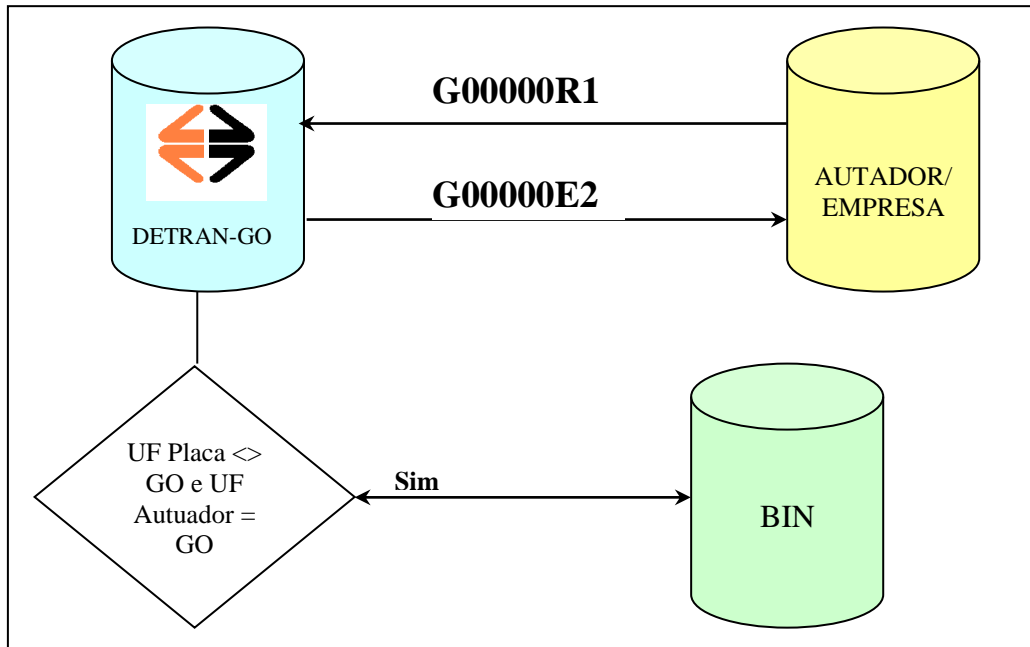 G00000R1
G00000E2
DETRAN-GO
AUTADOR/
EMPRESA
UF Placa <>
GO e UF
Autuador =
GO
Sim
BIN